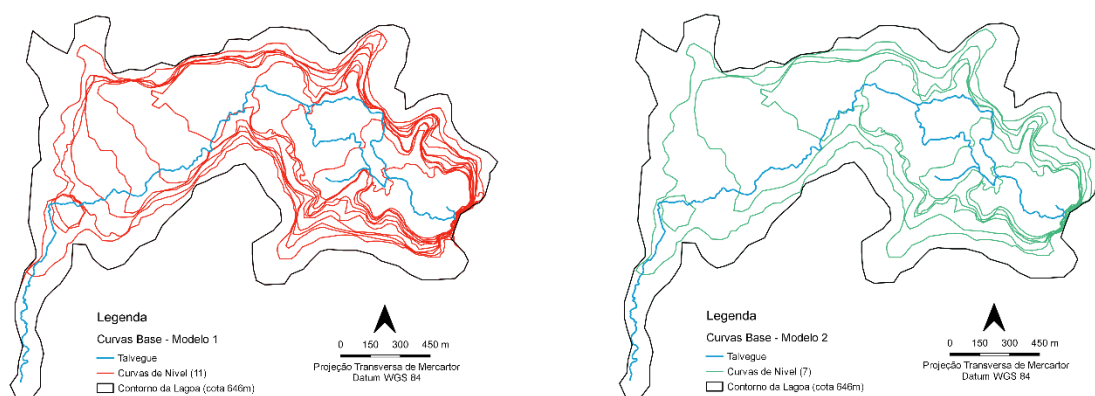 Legenda
Curvas Base - Modelo 1
Talvegue
Curvas de Nível (11)
Contorno da Lagoa (cota 646m)
0 150 300 450 m
Projeção Transversa de Mercartor
Datum WGS 84
Legenda
Curvas Base - Modelo 2
Talvegue
Curvas de Nível (7)
Contorno da Lagoa (cota 646m)
0 150 300 450 m
Projeção Transversa de Mercartor
Datum WGS 84